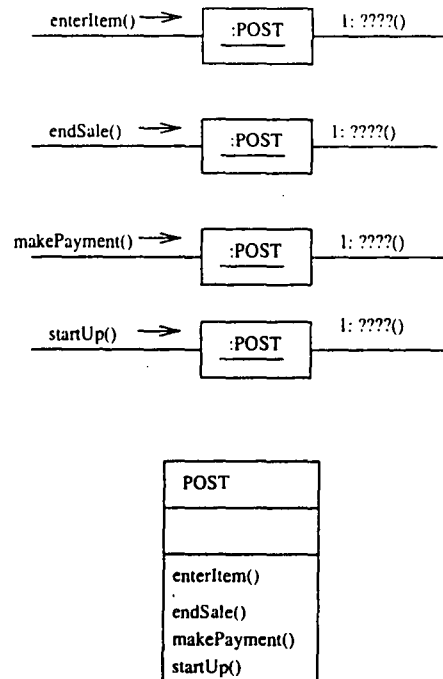 enterItem() :POST 1: ????()
endSale() :POST 1: ????()
makePayment() :POST 1: ????()
startUp() :POST 1: ????()
POST
enterItem()
endSale()
makePayment()
startUp()